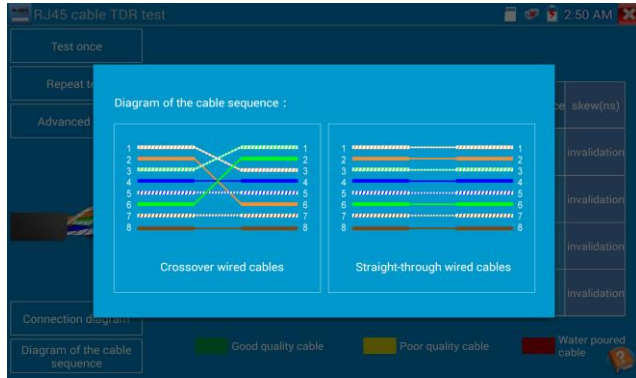 RJ45 cable TDR test
2:50 AM
Test once
Repeat te
Advanced
ce skew(ns)
invalidation
invalidation
invalidation
invalidation
Diagram of the cable sequence :
1 1
2 2
3 3
4 4
5 5
6 6
7 7
8 8
Crossover wired cables
1 1
2 2
3 3
4 4
5 5
6 6
7 7
8 8
Straight-through wired cables
Connection diagram
Diagram of the cable
sequence
Good quality cable
Poor quality cable
Water poured
cable
?